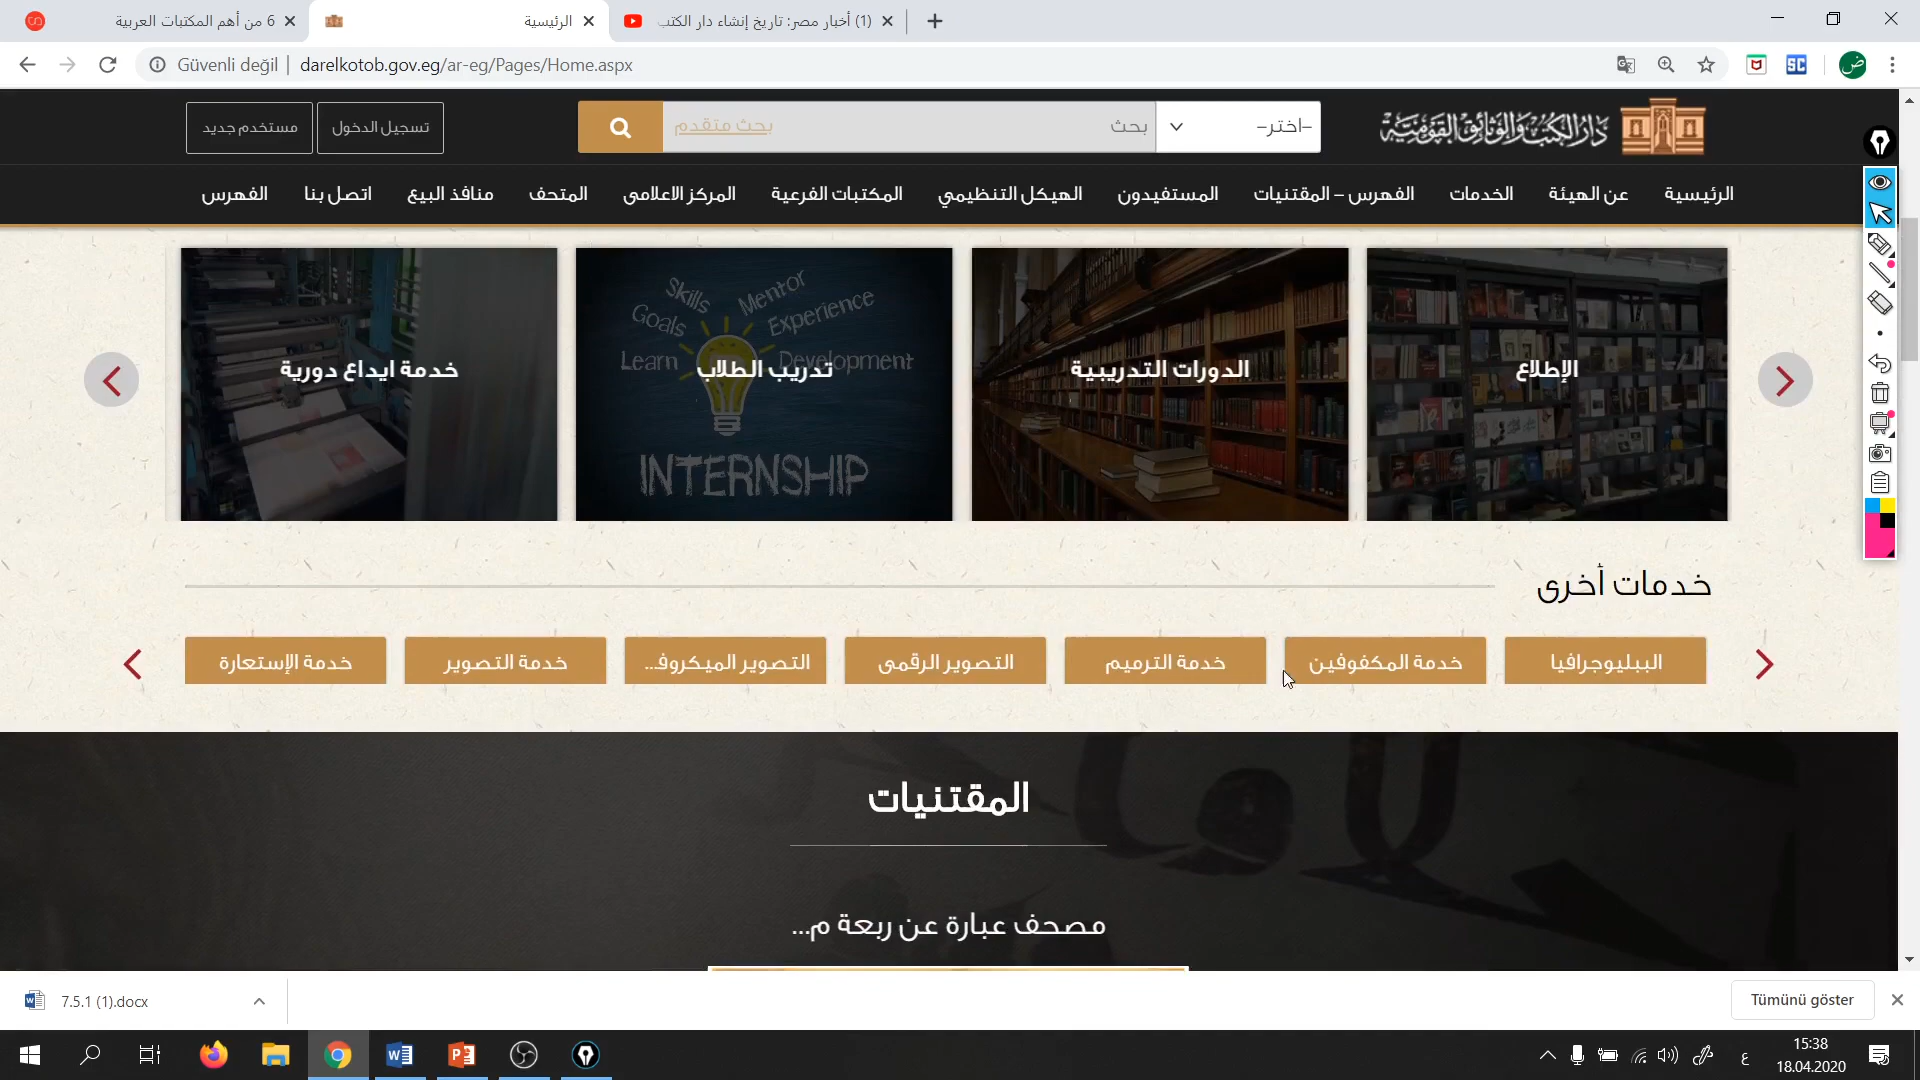 6 من أهم المكتبات العربية
الرئيسية
(1) أخبار مصر: تاريخ إنشاء دار الكتب
Güvenli değil
darelkotob.gov.eg/ar-eg/Pages/Home.aspx
دار الكتب والوثائق القومية
-اختر-
بحث
بحث متقدم
تسجيل الدخول
مستخدم جديد
الرئيسية
عن الهيئة
الخدمات
الفهرس - المقتنيات
المستفيدون
الهيكل التنظيمي
المكتبات الفرعية
المركز الاعلامى
المتحف
منافذ البيع
اتصل بنا
الفهرس
الإطلاع
الدورات التدريبية
Skills
Mentor
Goals
Experience
Learn
Development
تدريب الطلاب
INTERNSHIP
خدمة ايداع دورية
خدمات أخرى
الببليوجرافيا
خدمة المكفوفين
خدمة الترميم
التصوير الرقمى
التصوير الميكروف...
خدمة التصوير
خدمة الإستعارة
المقتنيات
مصحف عبارة عن ربعة م...
7.5.1 (1).docx
Tümünü göster
ع
15:38
18.04.2020
SC
ض